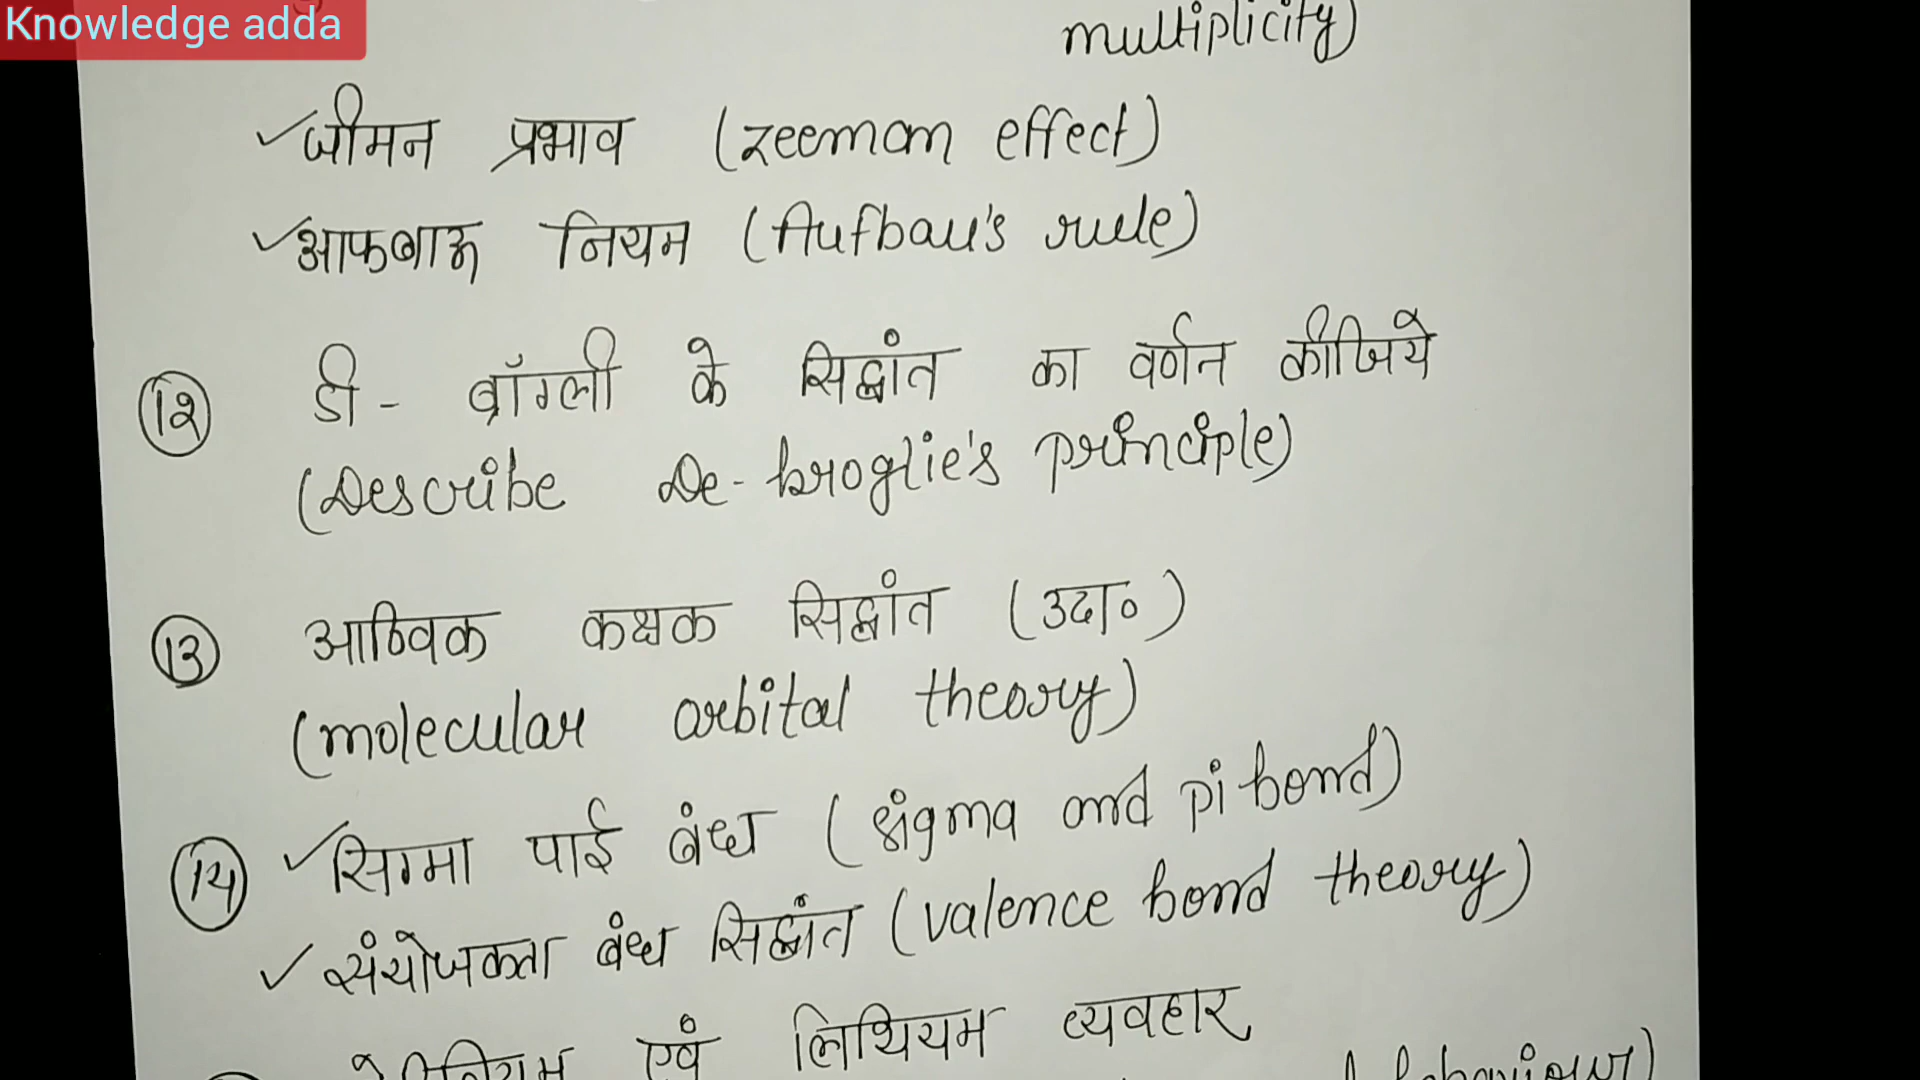 Knowledge adda
multiplicity)
✓जीमन प्रभाव (zeeman effect)
✓आफबाऊ नियम (Aufbau's rule)
(12) डी - ब्रॉग्ली के सिद्धांत का वर्णन कीजिये
(Describe De-broglie's principle)
(13) आण्विक कक्षक सिद्धांत (उदा०)
(molecular orbital theory)
(14) ✓सिग्मा पाई बंध (sigma and pi bond)
✓ संयोजकता बंध सिद्धांत (valence bond theory)
एवं लिथियम व्यवहार